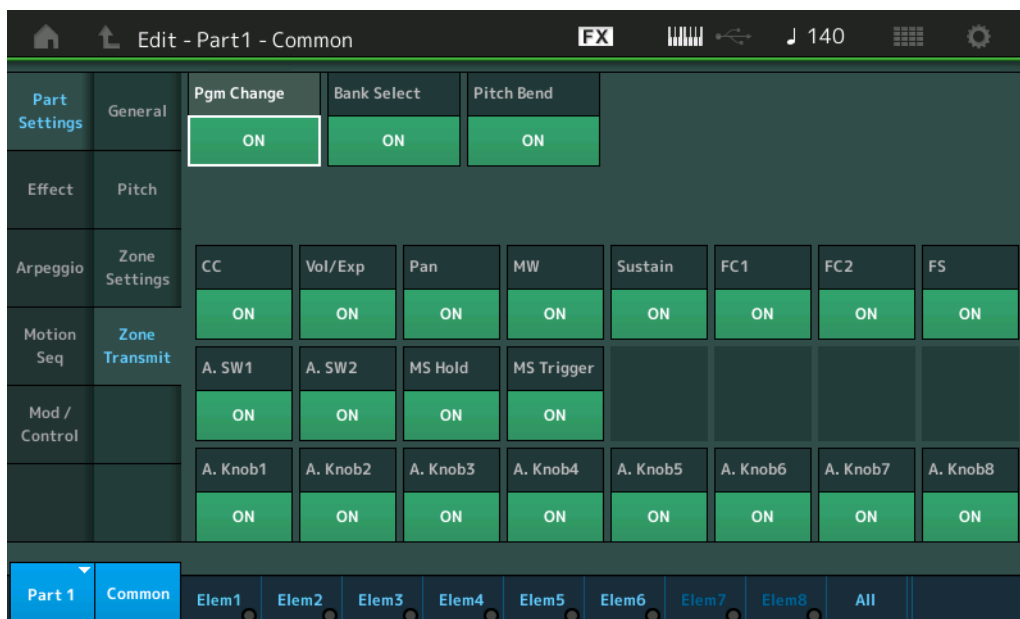 Edit - Part1 - Common
FX
140
Part
Settings
General
Pgm Change
Bank Select
Pitch Bend
ON
ON
ON
Effect
Pitch
Arpeggio
Zone
Settings
CC
Vol/Exp
Pan
MW
Sustain
FC1
FC2
FS
ON
ON
ON
ON
ON
ON
ON
ON
Motion
Seq
Zone
Transmit
A. SW1
A. SW2
MS Hold
MS Trigger
ON
ON
ON
ON
Mod /
Control
A. Knob1
A. Knob2
A. Knob3
A. Knob4
A. Knob5
A. Knob6
A. Knob7
A. Knob8
ON
ON
ON
ON
ON
ON
ON
ON
Part 1
Common
Elem1
Elem2
Elem3
Elem4
Elem5
Elem6
Elem7
Elem8
All